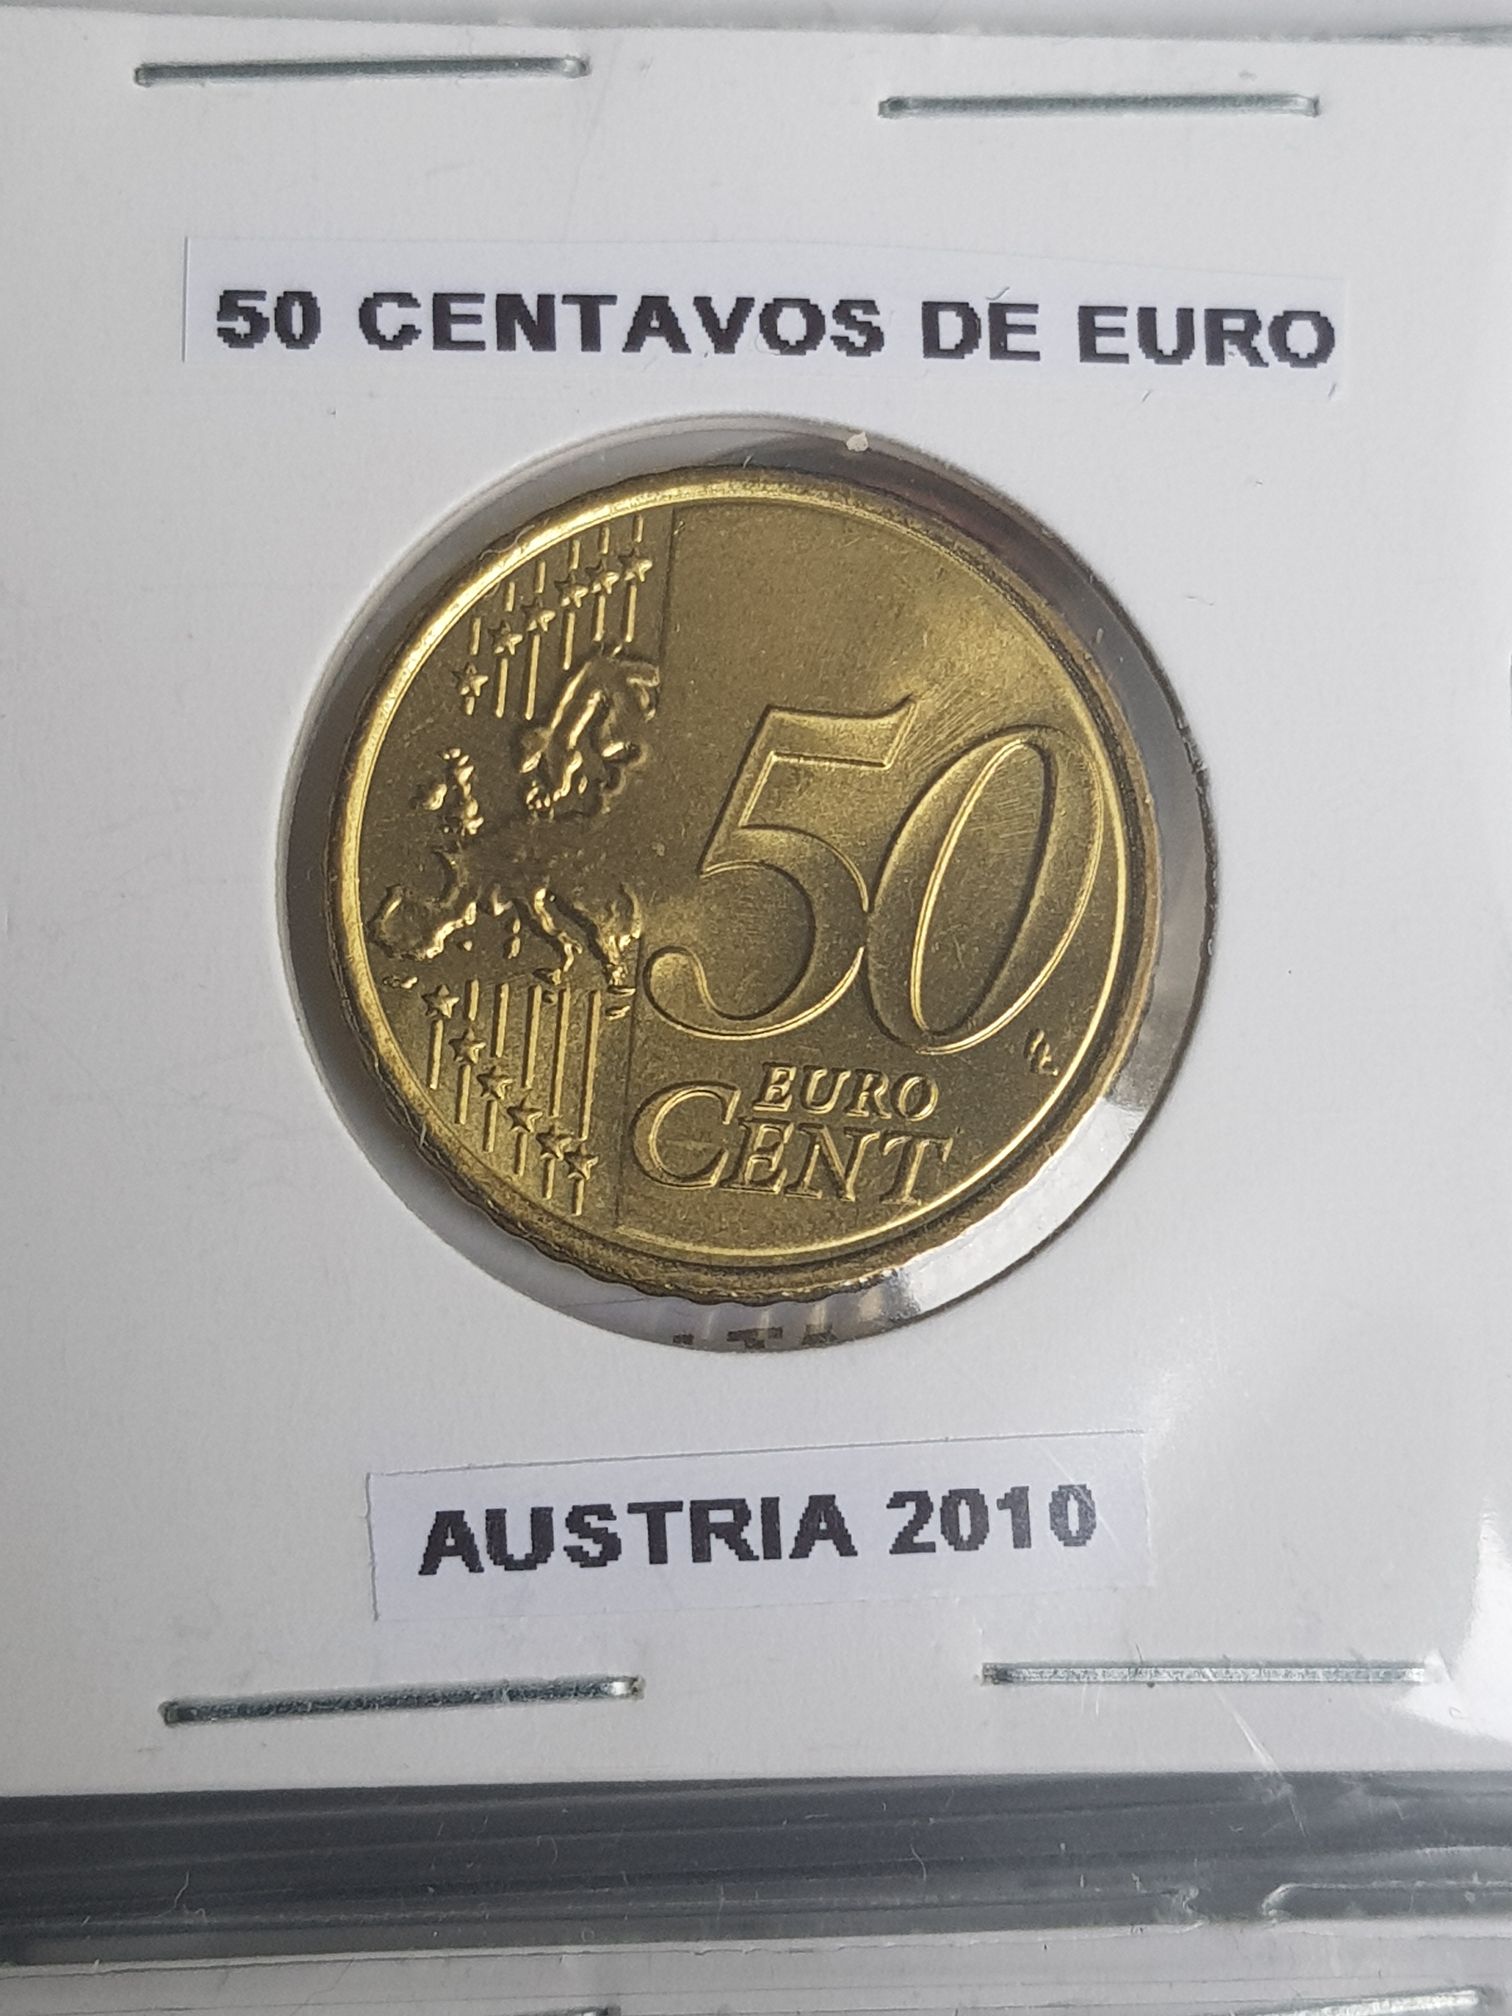 50 CENTAVOS DE EURO
50
EURO
CENT
AUSTRIA 2010